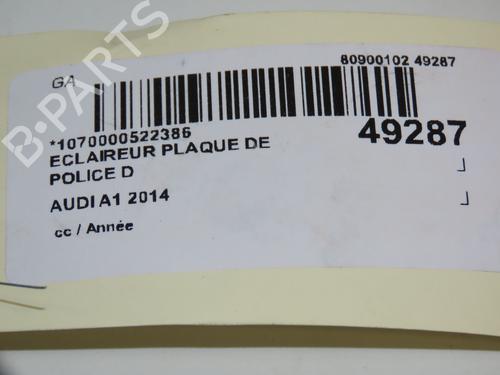 GA
80900102 49287
*1070000522386
49287
ECLAIREUR PLAQUE DE
POLICE D
AUDI A1 2014
cc / Année
B-PARTS